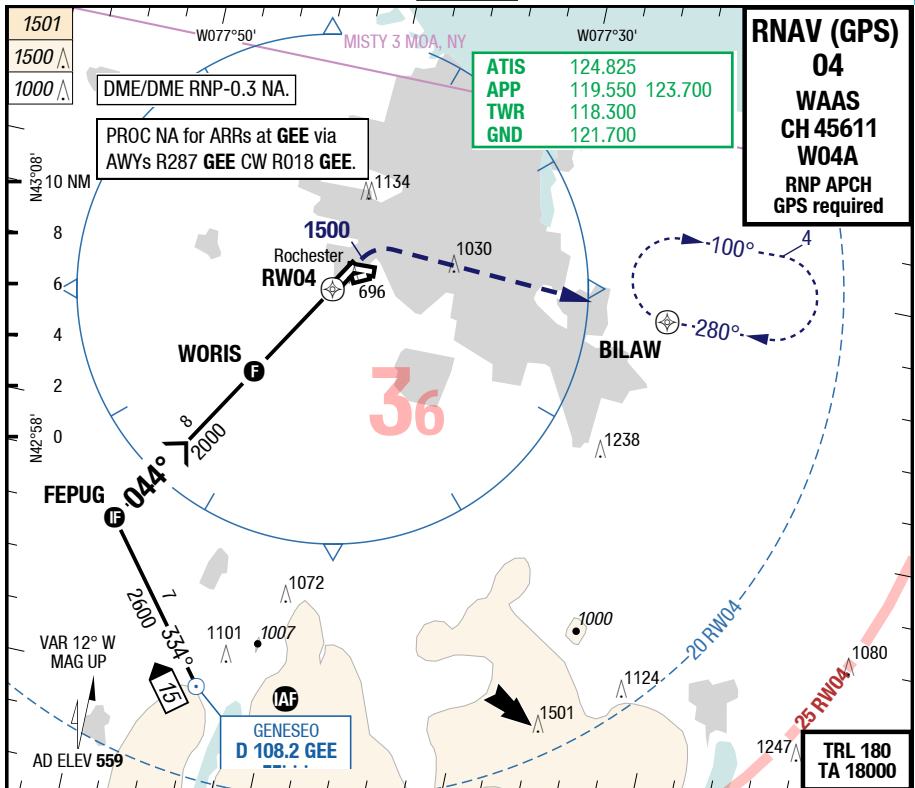 1501
1500
1000
W077°50'
MISTY 3 MOA, NY
W077°30'
RNAV (GPS)
04
WAAS
CH 45611
W04A
RNP APCH
GPS required
ATIS 124.825
APP 119.550 123.700
TWR 118.300
GND 121.700
DME/DME RNP-0.3 NA.
PROC NA for ARRs at GEE via
AWYs R287 GEE CW R018 GEE.
N43°08'
10 NM
8
6
4
2
0
N42°58'
1134
1500
1030
Rochester
RW04
696
100°
4
280°
BILAW
WORIS
36
8
2000
1238
044°
FEPUG
IF
F
7
2600
334°
1072
1101
1007
1000
VAR 12° W
MAG UP
15
IAF
1124
1501
20 RW04
1080
25 RW04
1247
GENESEO
D 108.2 GEE
AD ELEV 559
TRL 180
TA 18000